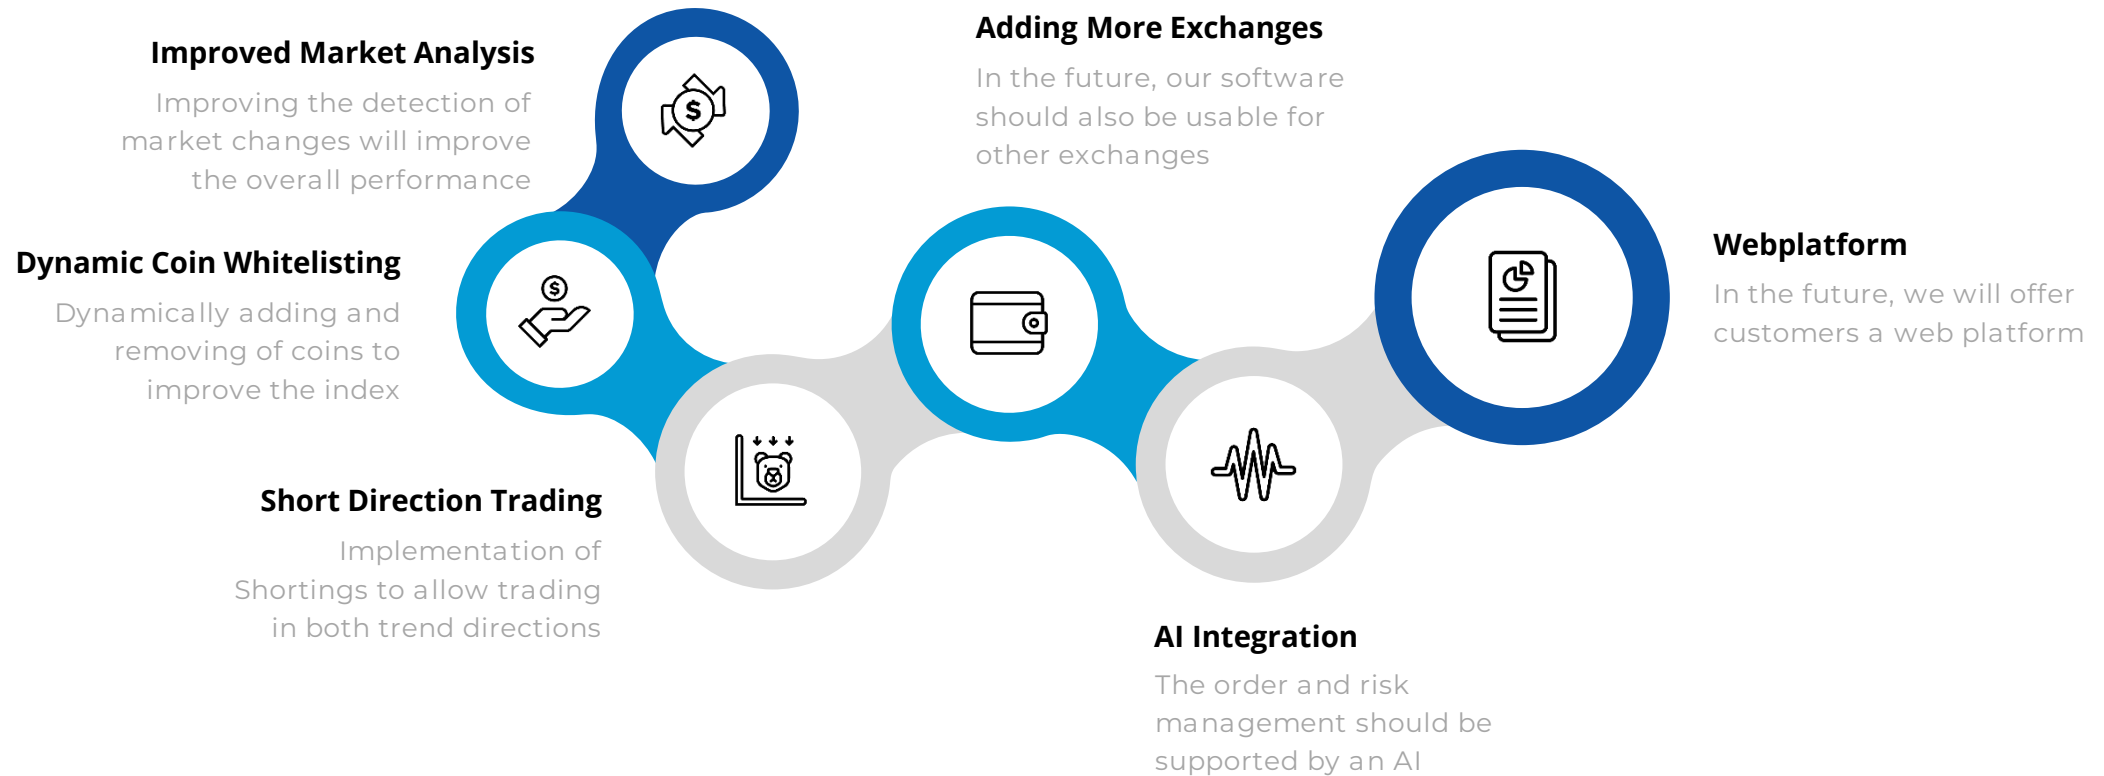 Improved Market Analysis
Improving the detection of
market changes will improve
the overall performance
Dynamic Coin Whitelisting
Dynamically adding and
removing of coins to
improve the index
Short Direction Trading
Implementation of
Shortings to allow trading
in both trend directions
Adding More Exchanges
In the future, our software
should also be usable for
other exchanges
AI Integration
The order and risk
management should be
supported by an AI
Webplatform
In the future, we will offer
customers a web platform